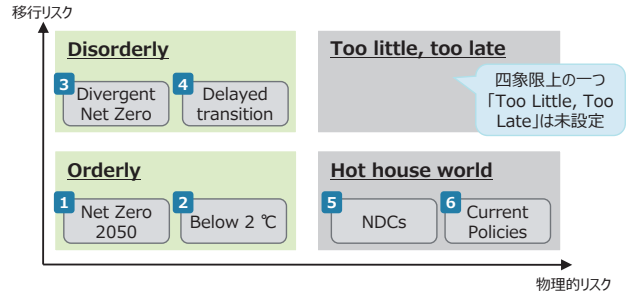 移行リスク
Disorderly
3
Divergent
Net Zero
4
Delayed
transition
Too little, too late
四象限上の一つ
「Too Little, Too
Late」は未設定
Orderly
1
Net Zero
2050
2
Below 2 ℃
Hot house world
5
NDCs
6
Current
Policies
物理的リスク